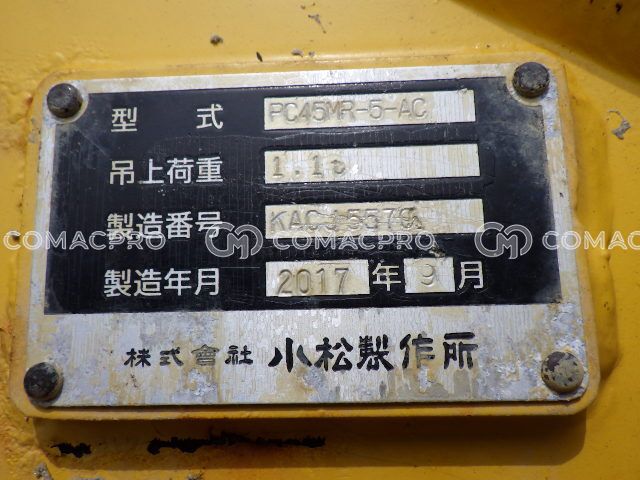 型式 PC45MR-5-AC
吊上荷重 1.1t
製造番号
製造年月 2017 年 9 月
株式會社 小松製作所
COMACPRO COMACPRO COMACPRO